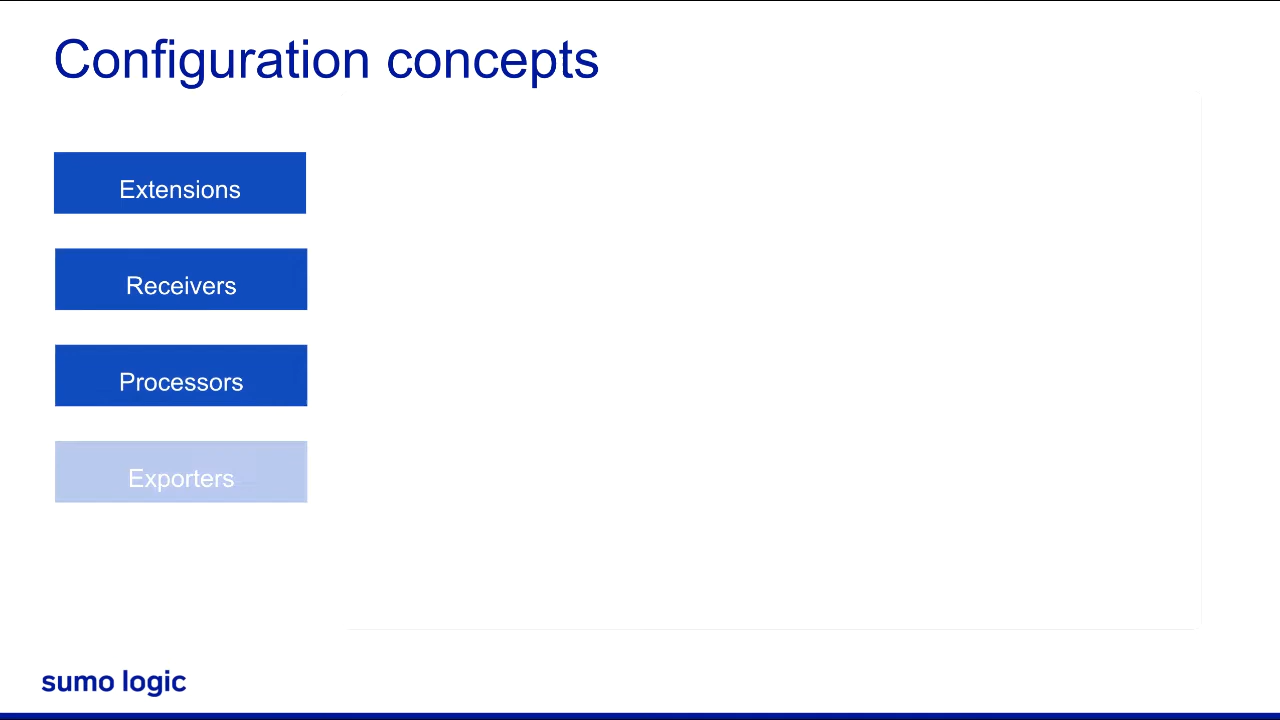 Configuration concepts
Extensions
Receivers
Processors
Exporters
sumo logic